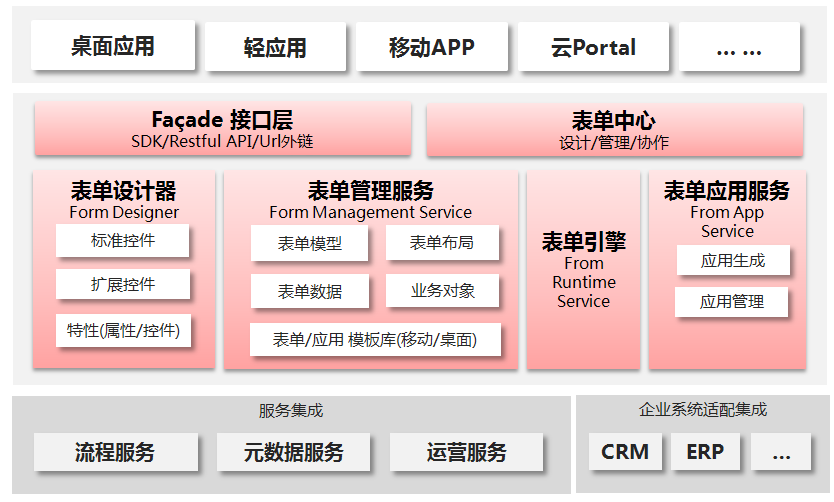 桌面应用
轻应用
移动APP
云Portal
... ...
Façade 接口层
SDK/Restful API/Url外链
表单中心
设计/管理/协作
表单设计器
Form Designer
标准控件
扩展控件
特性(属性/控件)
表单管理服务
Form Management Service
表单模型
表单布局
表单数据
业务对象
表单/应用 模板库(移动/桌面)
表单引擎
From
Runtime
Service
表单应用服务
From App
Service
应用生成
应用管理
服务集成
流程服务
元数据服务
运营服务
企业系统适配集成
CRM
ERP
...